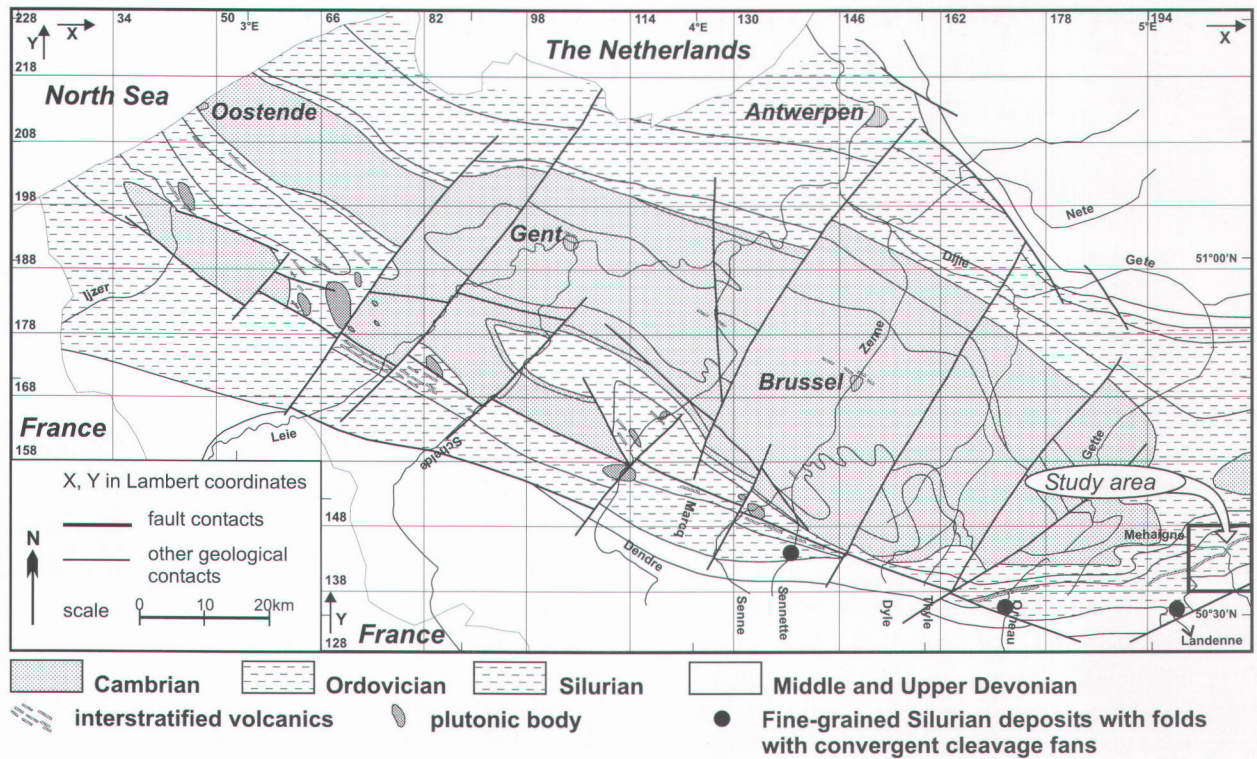 228 34 50 66 82 98 114 130 146 162 178 194
3°E 4°E 5°E
X
Y
X
The Netherlands
218
North Sea
Oostende
Antwerpen
208
198
Nete
Gent
Dijle
Gete
51°00'N
488
Ijzer
178
Zenne
168
Brussel
France
Leie
Schelde
Gette
158
Study area
X, Y in Lambert coordinates
fault contacts
148
Marcq
Mehaigne
N
other geological
contacts
Dendre
138
scale
0 10 20km
Y
Senne
Sennette
Dyle
Thyle
Orneau
50°30'N
France
128
Landenne
Cambrian
Ordovician
Silurian
Middle and Upper Devonian
interstratified volcanics
plutonic body
Fine-grained Silurian deposits with folds
with convergent cleavage fans